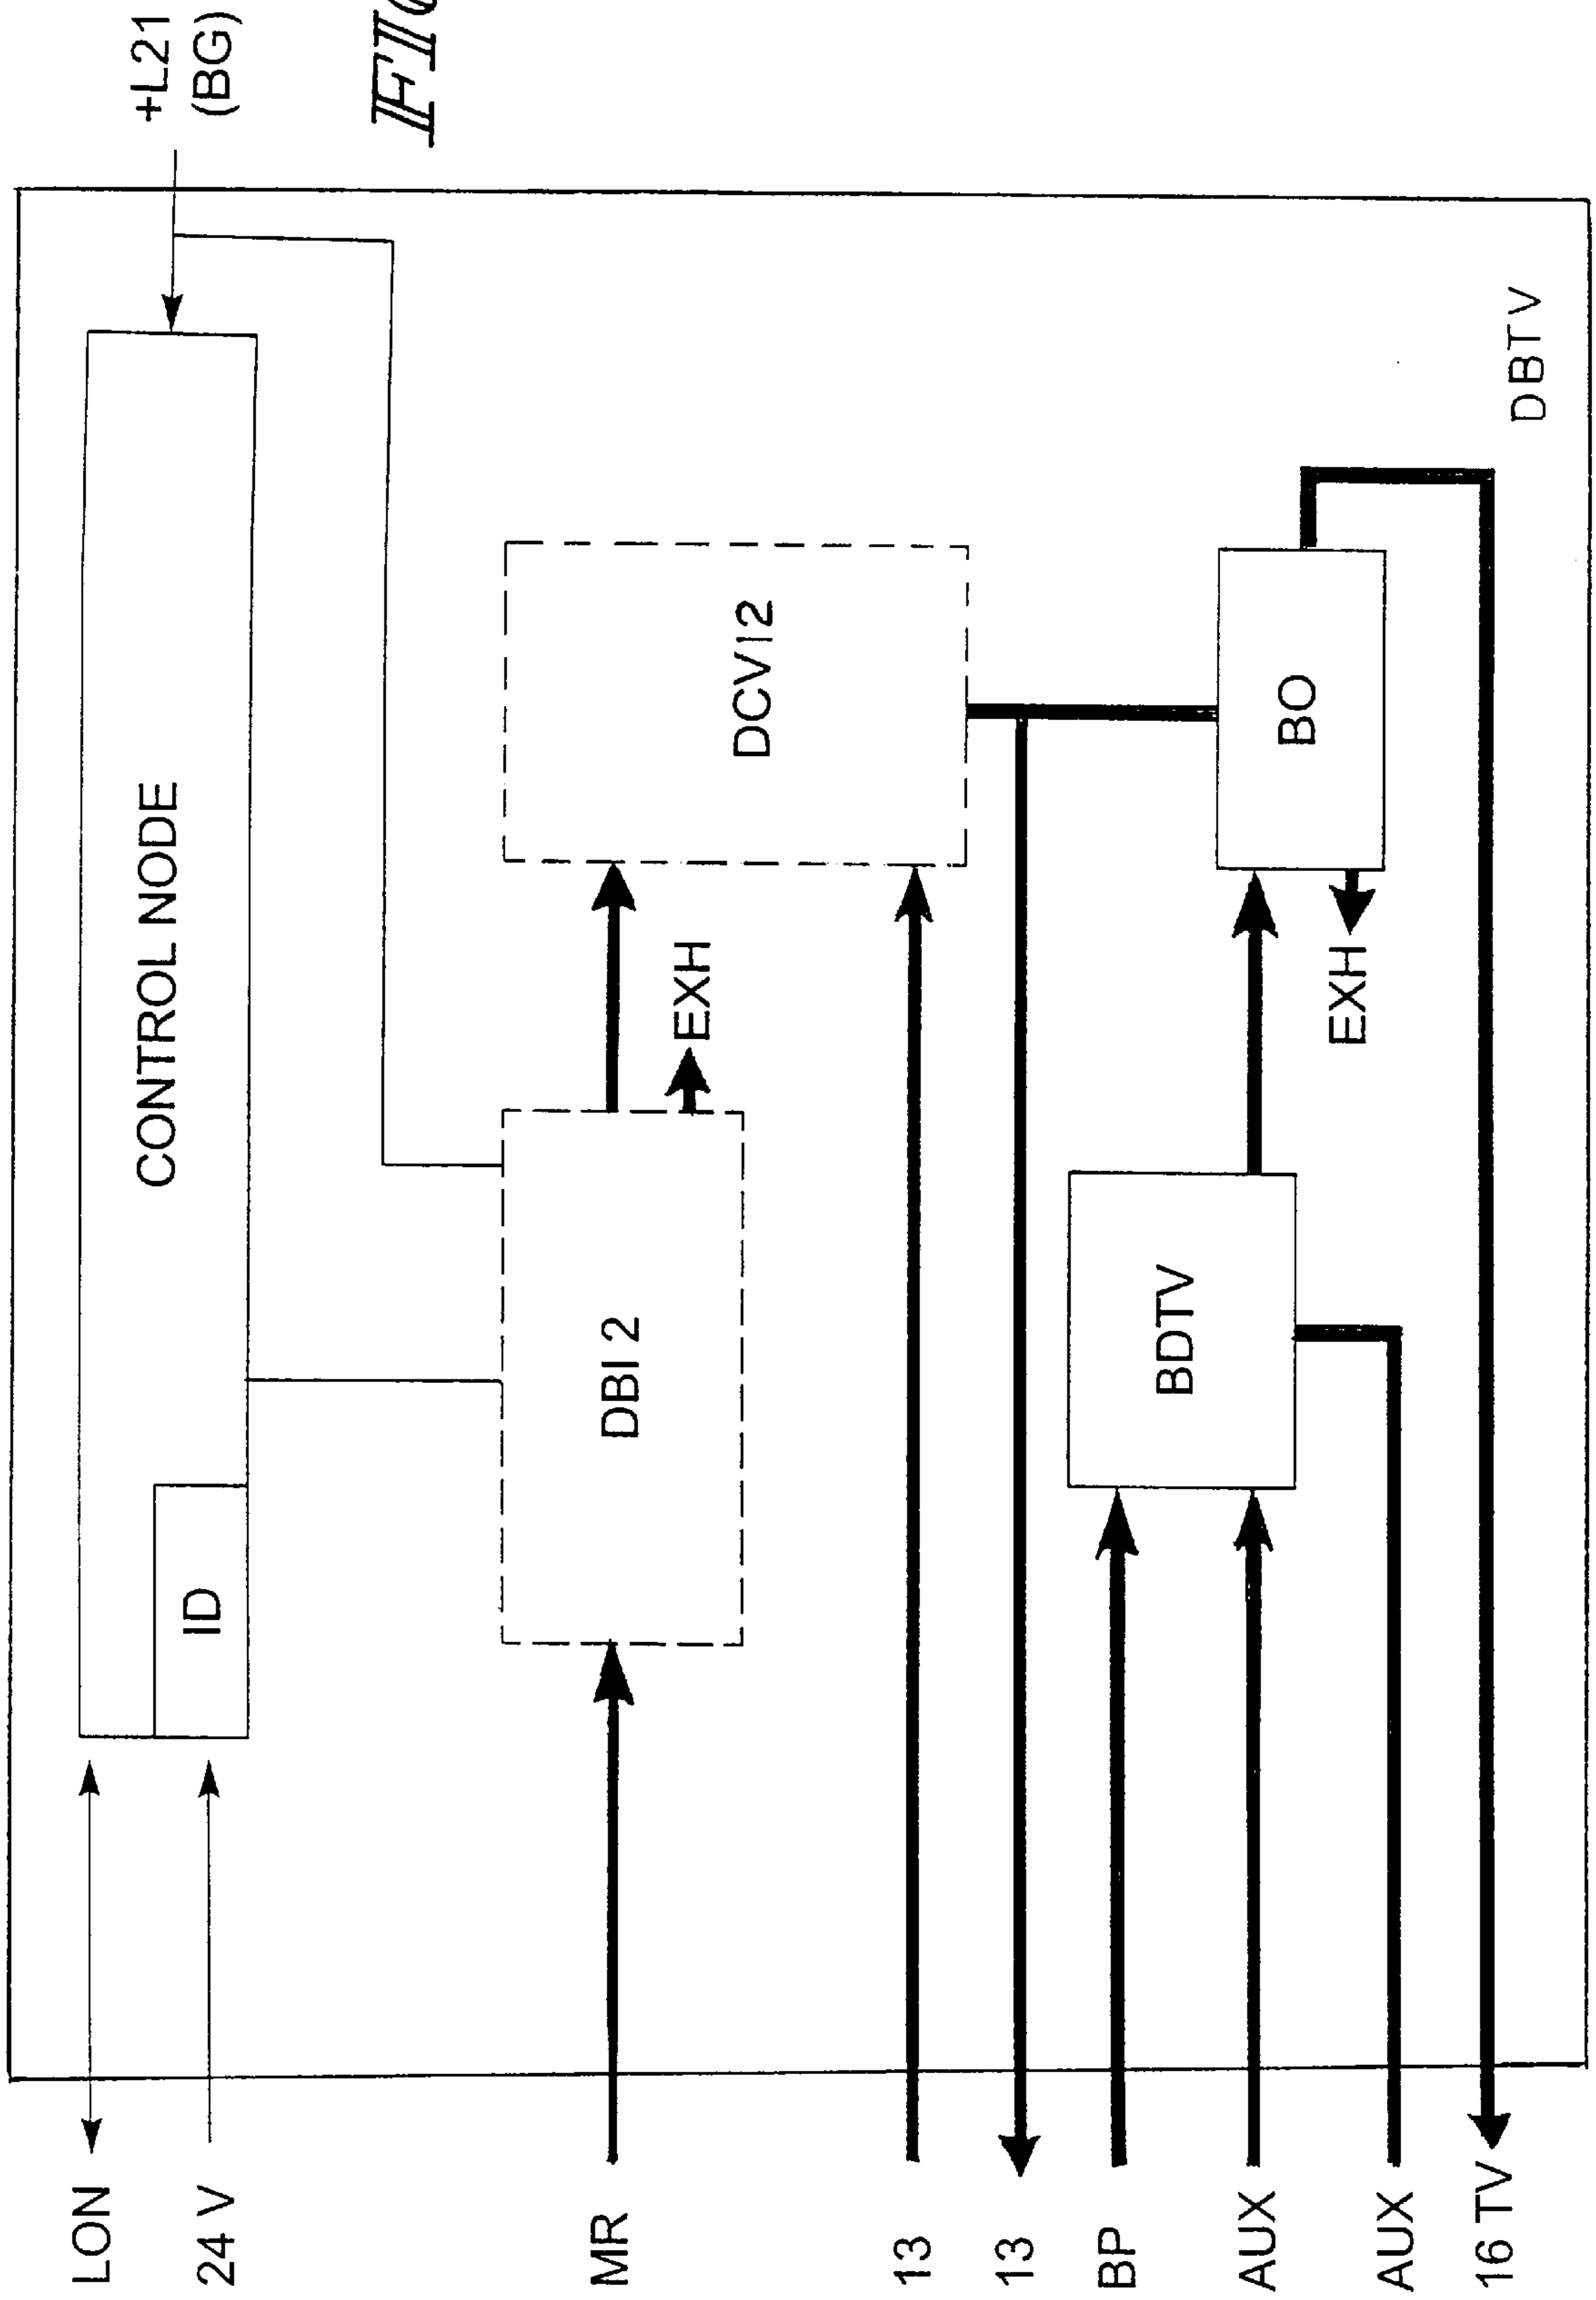 LON
24 V
MR
13
13
BP
AUX
AUX
16 TV
ID
CONTROL NODE
DBI 2
EXH
DCV12
BDTV
EXH
BO
DBTV
+L21
(BG)